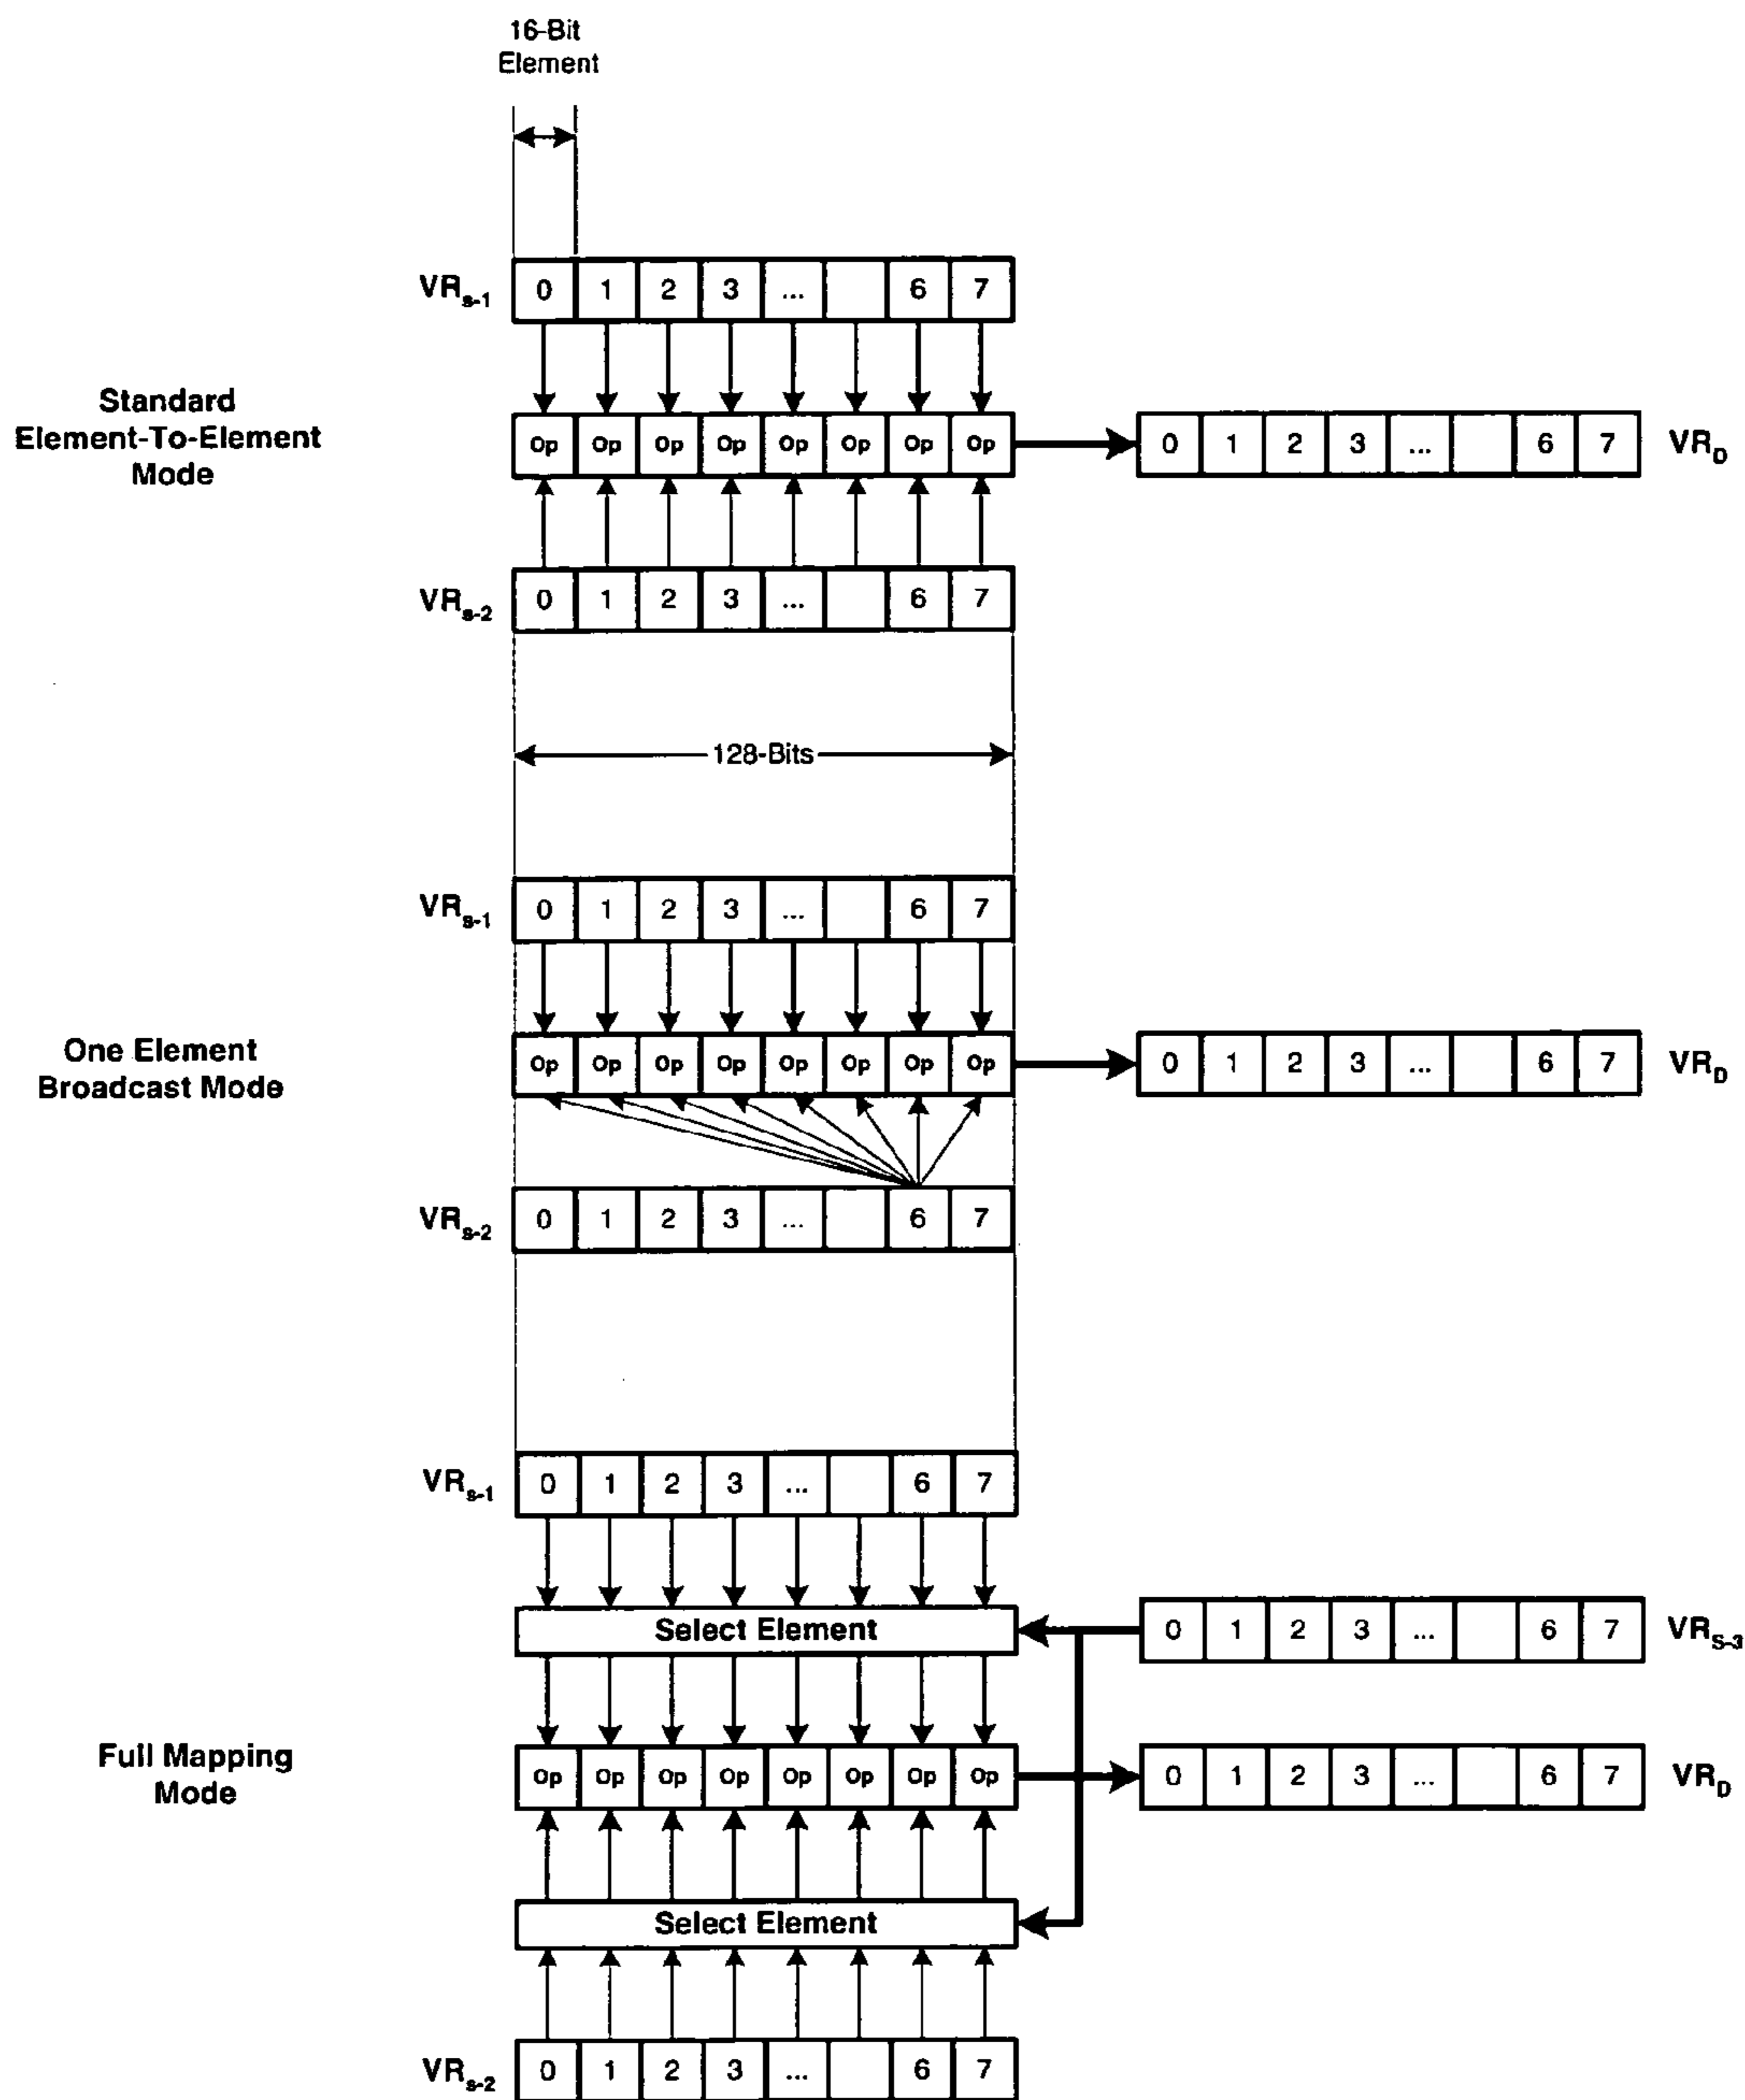 16-Bit
Element
VRs-1 0 1 2 3 ... 6 7
Standard
Element-To-Element
Mode
Op Op Op Op Op Op Op Op
0 1 2 3 ... 6 7 VRD
VRs-2 0 1 2 3 ... 6 7
128-Bits
VRs-1 0 1 2 3 ... 6 7
One Element
Broadcast Mode
Op Op Op Op Op Op Op Op
0 1 2 3 ... 6 7 VRD
VRs-2 0 1 2 3 ... 6 7
VRs-1 0 1 2 3 ... 6 7
Select Element
0 1 2 3 ... 6 7 VRS-3
Full Mapping
Mode
Op Op Op Op Op Op Op Op
0 1 2 3 ... 6 7 VRD
Select Element
VRs-2 0 1 2 3 ... 6 7